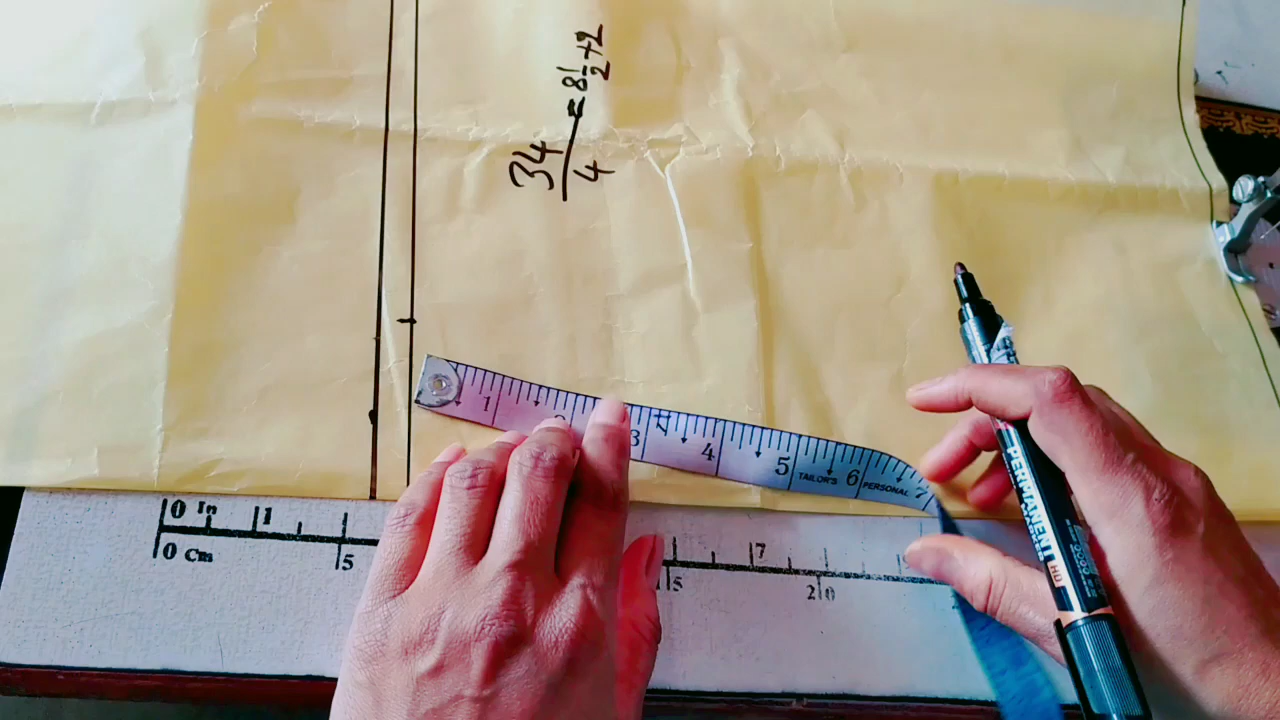 34/4 = 8 1/2 + 2
1 3 4 5 TAILOR'S 6 PERSONAL 7
0 In 1 7
0 Cm 5 20
PERMANENT HD